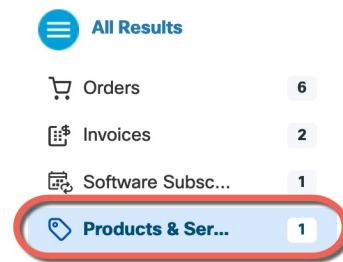 All Results
Orders 6
Invoices 2
Software Subsc... 1
Products & Ser... 1